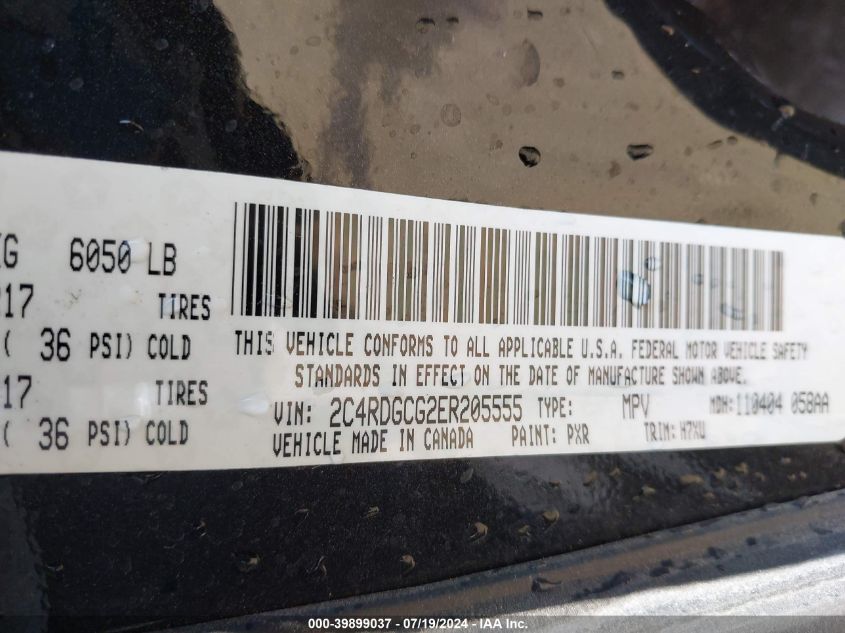 KG 6050 LB
R17 TIRES
( 36 PSI) COLD
17 TIRES
( 36 PSI) COLD
THIS VEHICLE CONFORMS TO ALL APPLICABLE U.S.A. FEDERAL MOTOR VEHICLE SAFETY
STANDARDS IN EFFECT ON THE DATE OF MANUFACTURE SHOWN ABOVE.
VIN: 2C4RDGCG2ER205555 TYPE: MPV MDH: 110404 058AA
VEHICLE MADE IN CANADA PAINT: PXR TRIM: H7XU
000-39899037 - 07/19/2024 - IAA Inc.